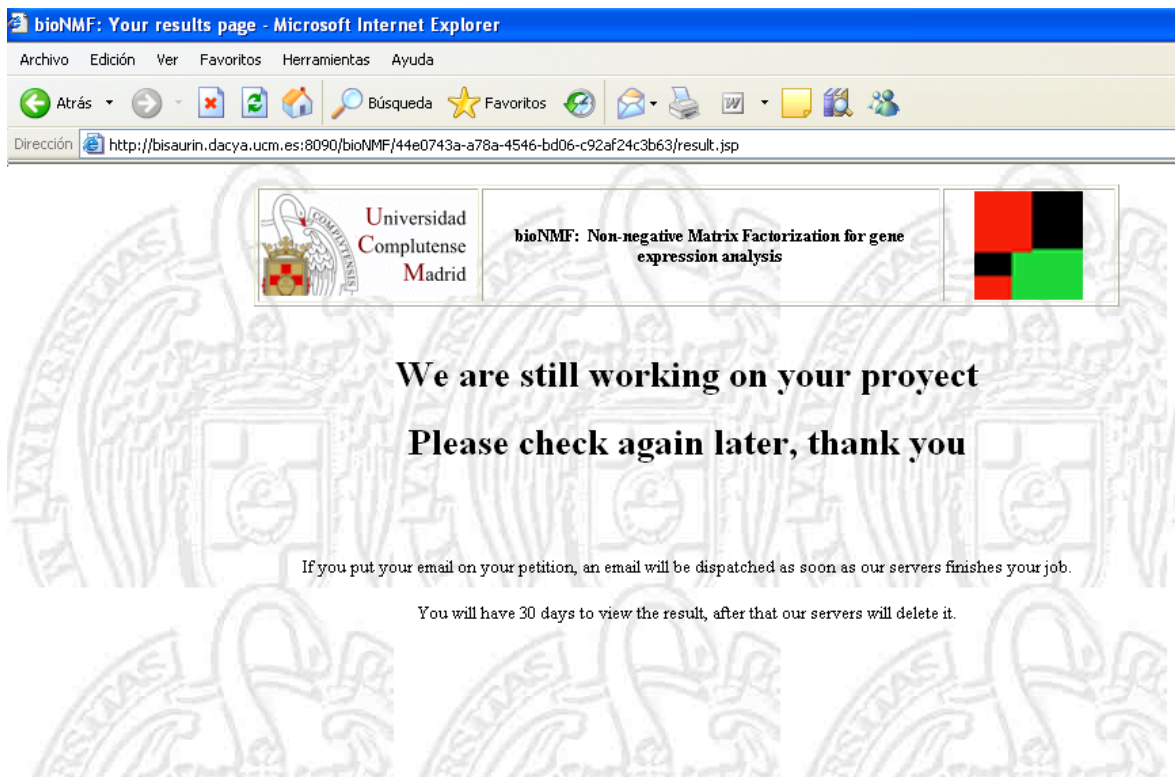 bioNMF: Your results page - Microsoft Internet Explorer
Archivo Edición Ver Favoritos Herramientas Ayuda
Atrás Búsqueda Favoritos
Dirección http://bisaurin.dacya.ucm.es:8090/bioNMF/44e0743a-a78a-4546-bd06-c92af24c3b63/result.jsp
Universidad
Complutense
Madrid
bioNMF: Non-negative Matrix Factorization for gene
expression analysis
We are still working on your proyect
Please check again later, thank you
If you put your email on your petition, an email will be dispatched as soon as our servers finishes your job.
You will have 30 days to view the result, after that our servers will delete it.